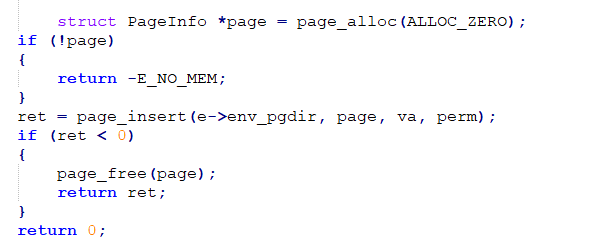 struct PageInfo *page = page_alloc(ALLOC_ZERO);
if (!page)
{
return -E_NO_MEM;
}
ret = page_insert(e->env_pgdir, page, va, perm);
if (ret < 0)
{
page_free(page);
return ret;
}
return 0;